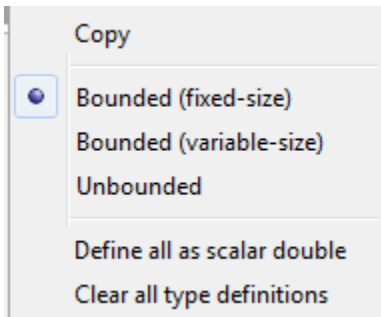 Copy
Bounded (fixed-size)
Bounded (variable-size)
Unbounded
Define all as scalar double
Clear all type definitions